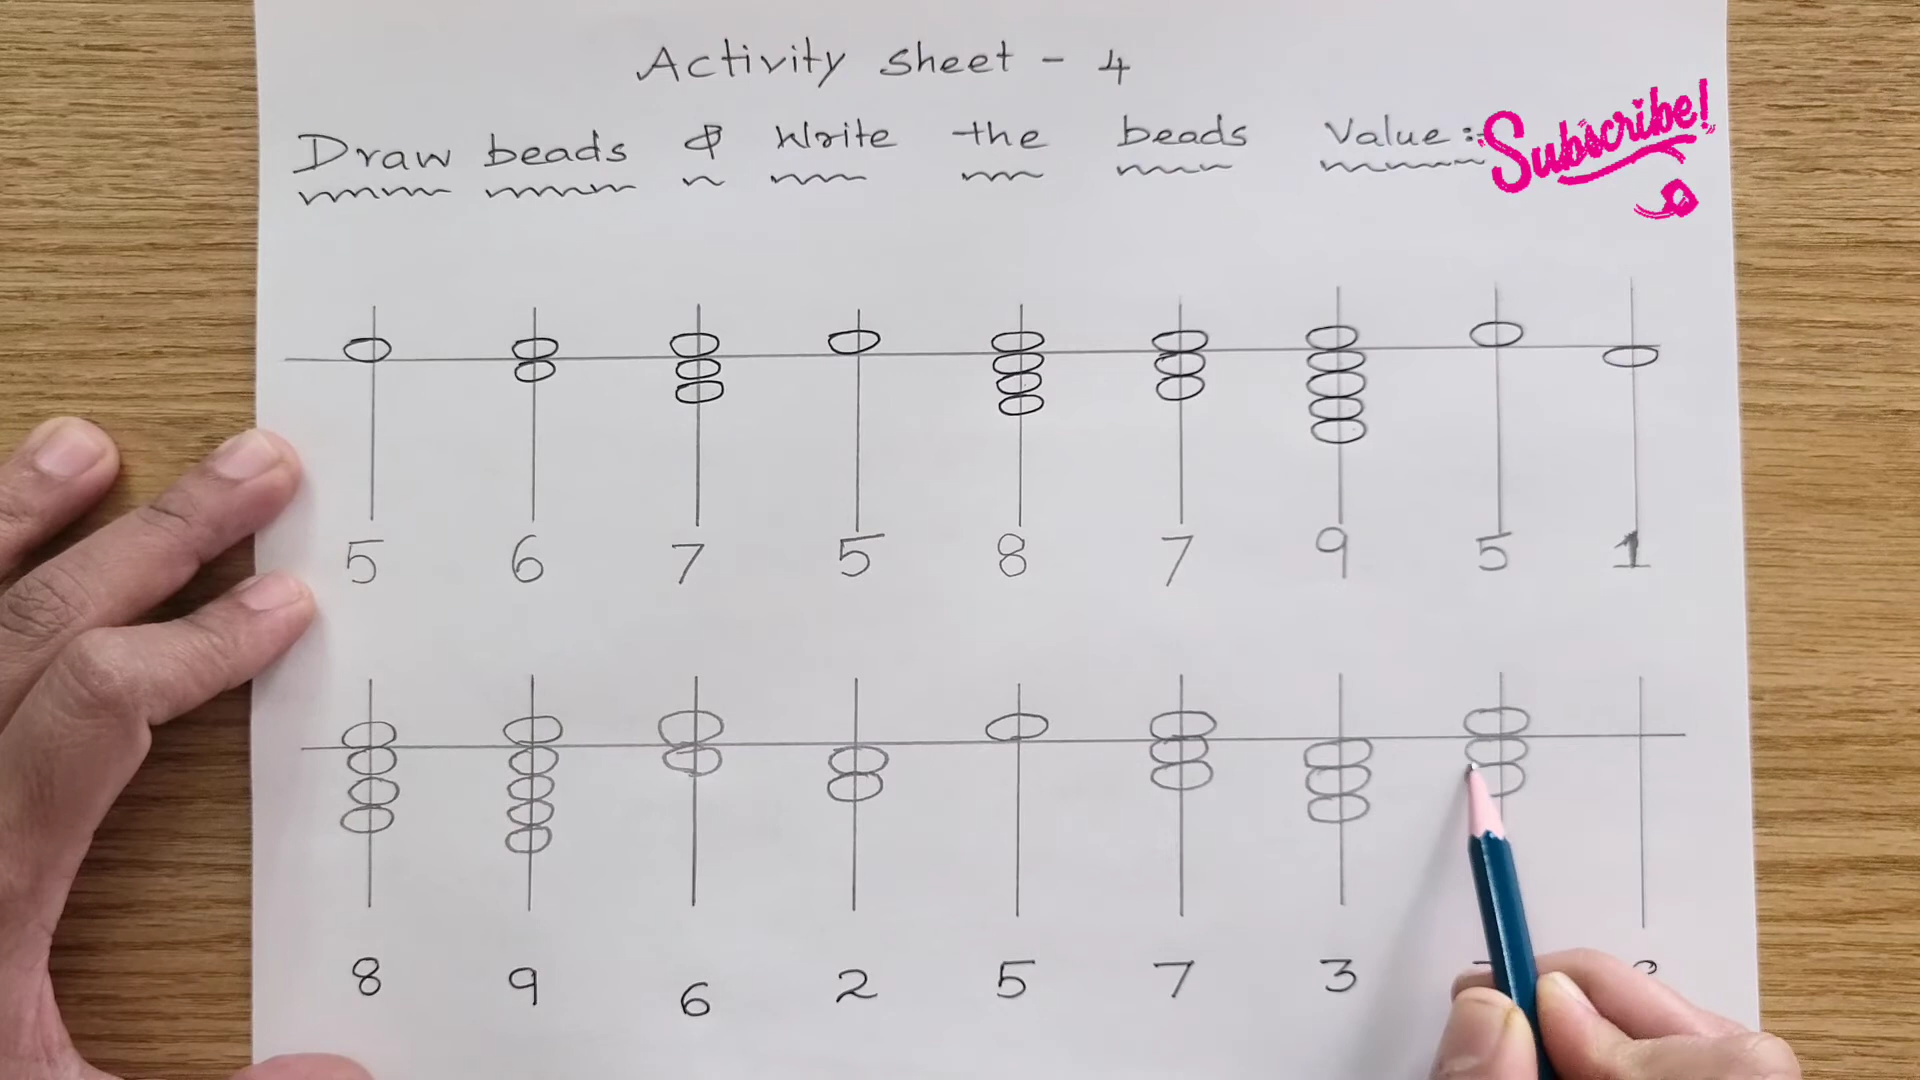 Activity Sheet - 4
Draw beads & Write the beads Value :-
Subscribe!
5 6 7 5 8 7 9 5 1
8 9 6 2 5 7 3